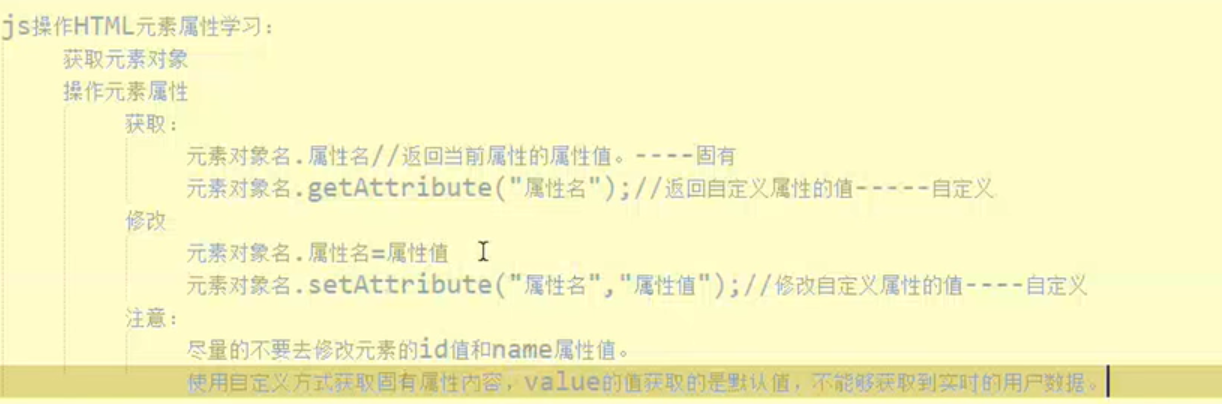 js操作HTML元素属性学习:
获取元素对象
操作元素属性
获取:
元素对象名.属性名//返回当前属性的属性值。----固有
元素对象名.getAttribute("属性名");//返回自定义属性的值-----自定义
修改
元素对象名.属性名=属性值
元素对象名.setAttribute("属性名","属性值");//修改自定义属性的值----自定义
注意:
尽量的不要去修改元素的id值和name属性值。
使用自定义方式获取固有属性内容，value的值获取的是默认值，不能够获取到实时的用户数据。